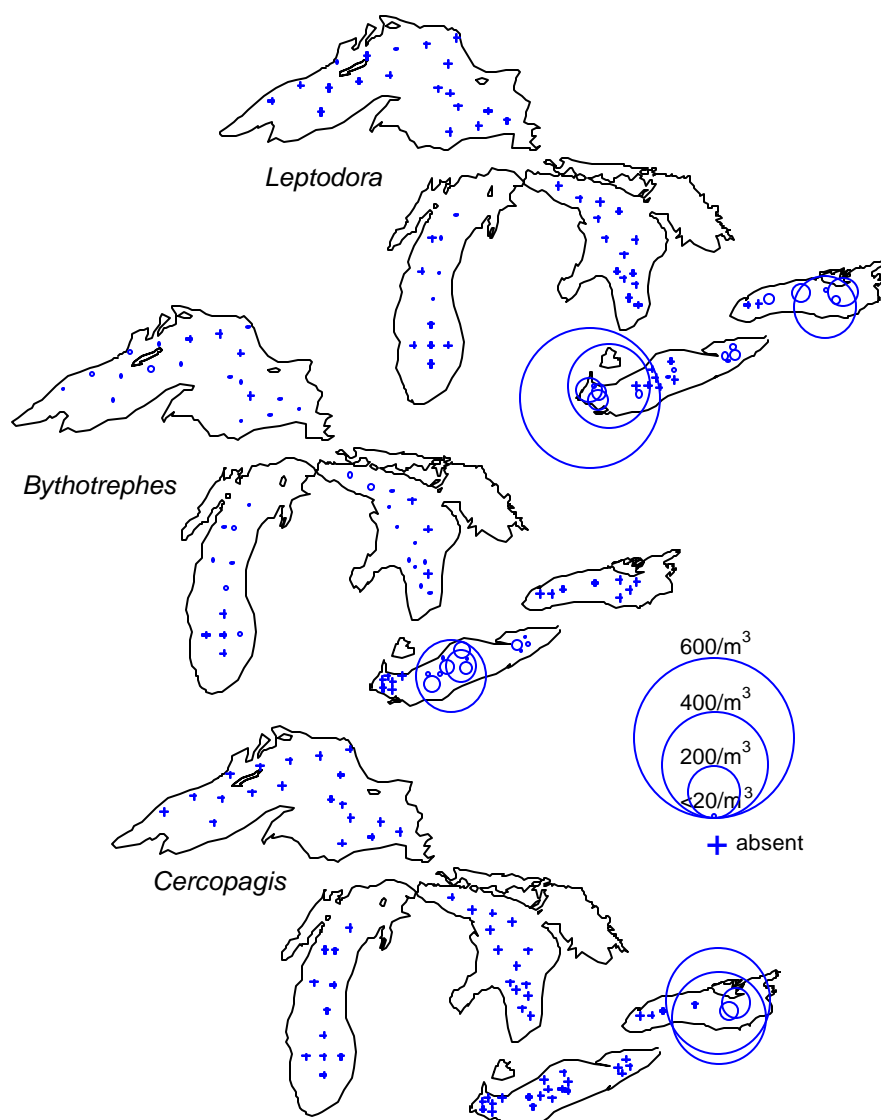 Leptodora
Bythotrephes
600/m³
400/m³
200/m³
<20/m³
absent
Cercopagis